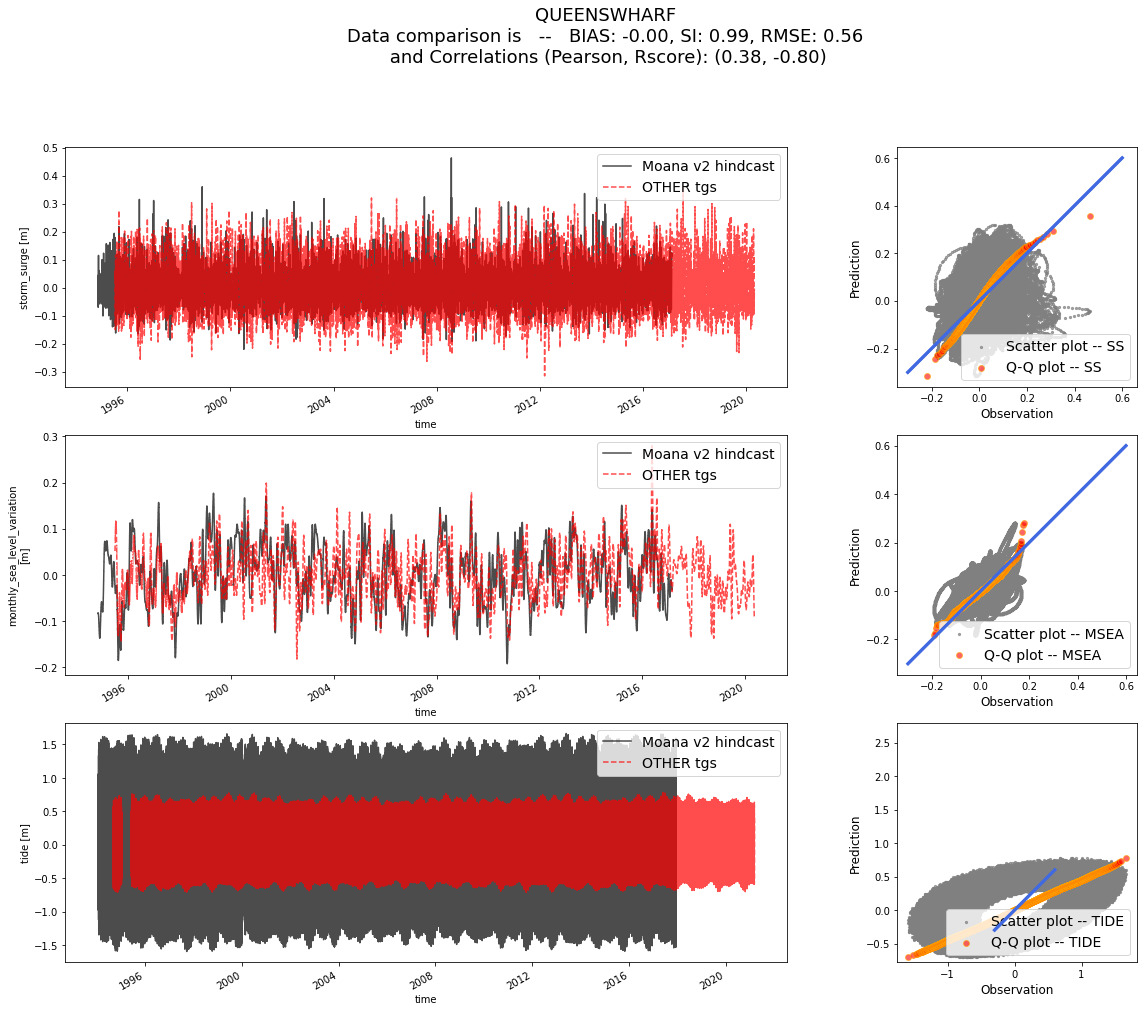 QUEENSWHARF
Data comparison is   --   BIAS: -0.00, SI: 0.99, RMSE: 0.56
and Correlations (Pearson, Rscore): (0.38, -0.80)
storm_surge [m]
0.5
0.4
0.3
0.2
0.1
0.0
−0.1
−0.2
−0.3
1996 2000 2004 2008 2012 2016 2020
time
Moana v2 hindcast
OTHER tgs
Prediction
0.6
0.4
0.2
0.0
−0.2
−0.2 0.0 0.2 0.4 0.6
Observation
Scatter plot -- SS
Q-Q plot -- SS
monthly_sea_level_variation
[m]
0.3
0.2
0.1
0.0
−0.1
−0.2
1996 2000 2004 2008 2012 2016 2020
time
Moana v2 hindcast
OTHER tgs
Prediction
0.6
0.4
0.2
0.0
−0.2
−0.2 0.0 0.2 0.4 0.6
Observation
Scatter plot -- MSEA
Q-Q plot -- MSEA
tide [m]
1.5
1.0
0.5
0.0
−0.5
−1.0
−1.5
1996 2000 2004 2008 2012 2016 2020
time
Moana v2 hindcast
OTHER tgs
Prediction
2.5
2.0
1.5
1.0
0.5
0.0
−0.5
−1 0 1
Observation
Scatter plot -- TIDE
Q-Q plot -- TIDE